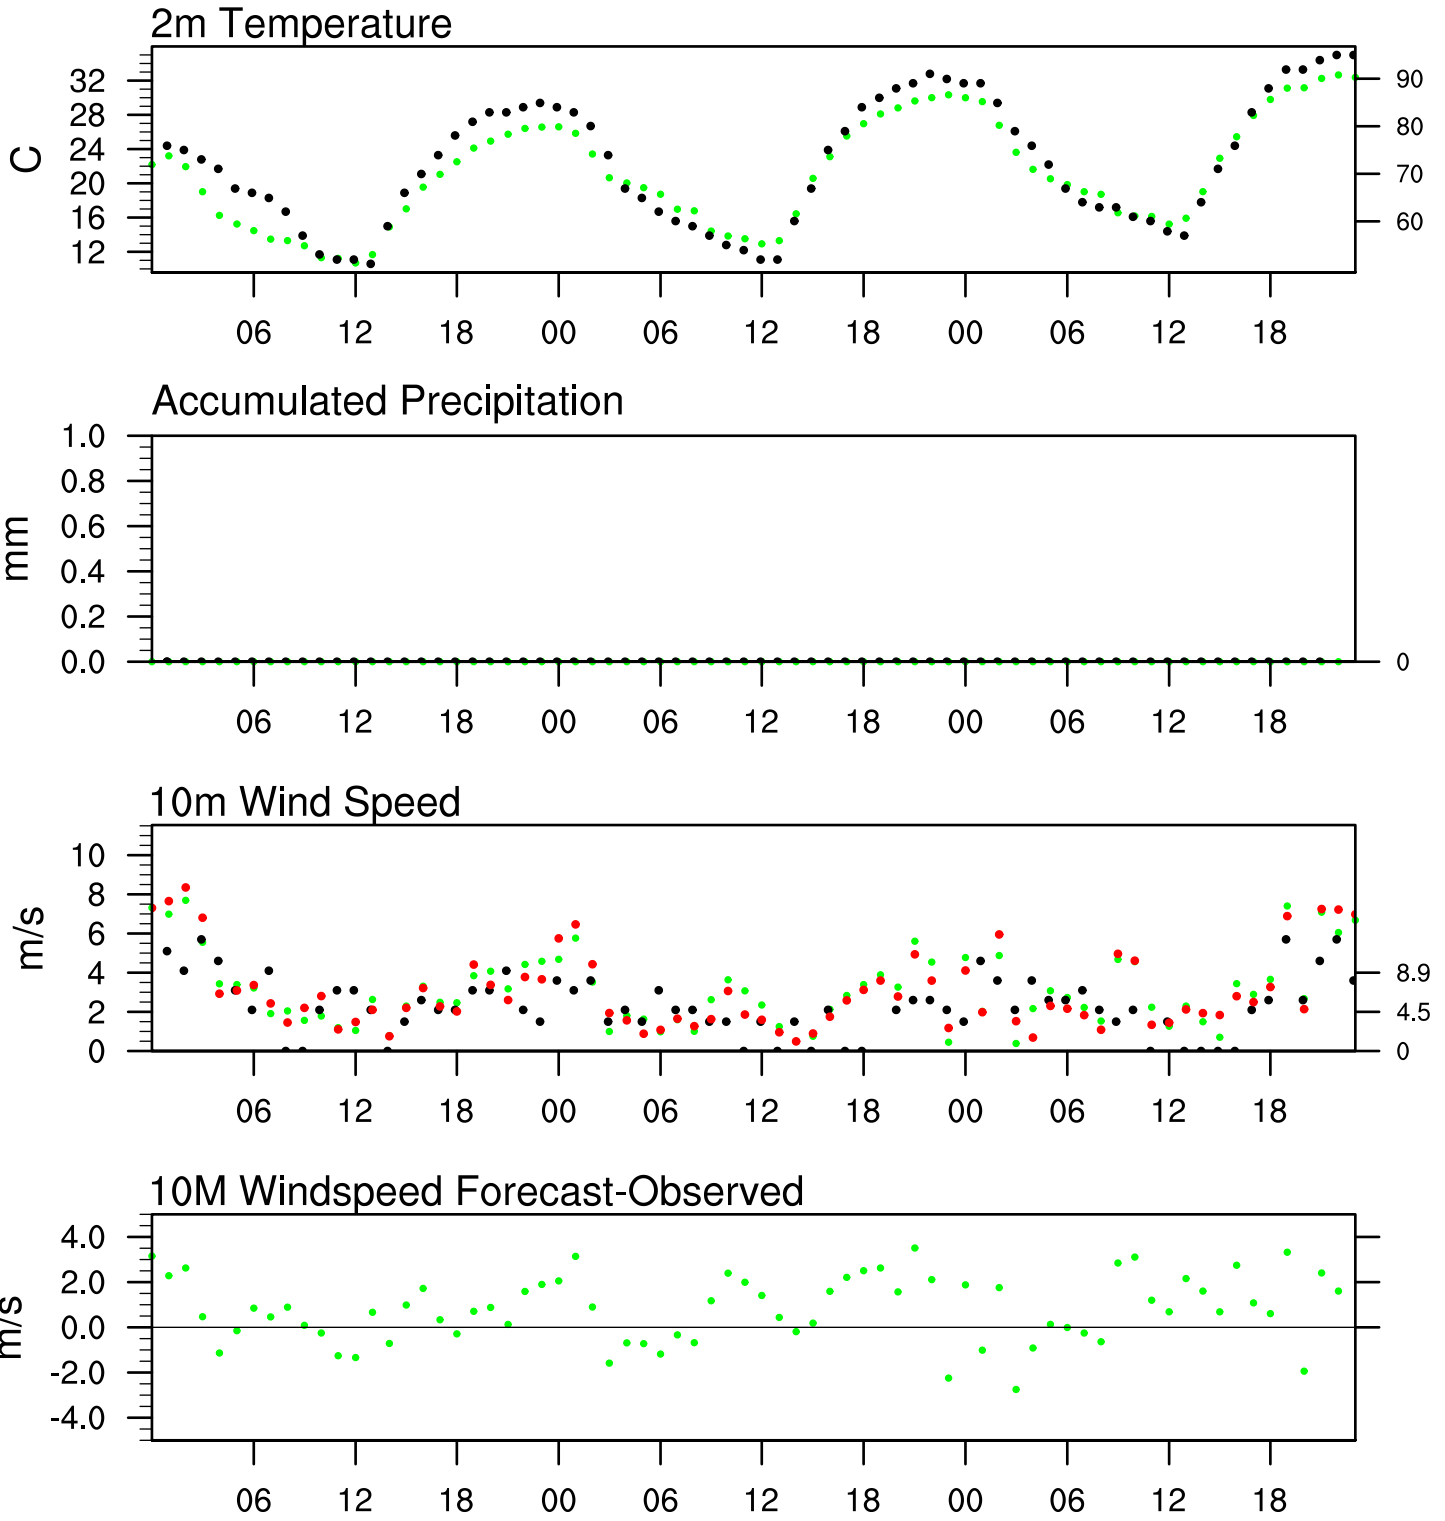 2m Temperature
C
32
28
24
20
16
12
90
80
70
60
06 12 18 00 06 12 18 00 06 12 18
Accumulated Precipitation
mm
1.0
0.8
0.6
0.4
0.2
0.0
0
06 12 18 00 06 12 18 00 06 12 18
10m Wind Speed
m/s
10
8
6
4
2
0
8.9
4.5
0
06 12 18 00 06 12 18 00 06 12 18
10M Windspeed Forecast-Observed
m/s
4.0
2.0
0.0
-2.0
-4.0
06 12 18 00 06 12 18 00 06 12 18